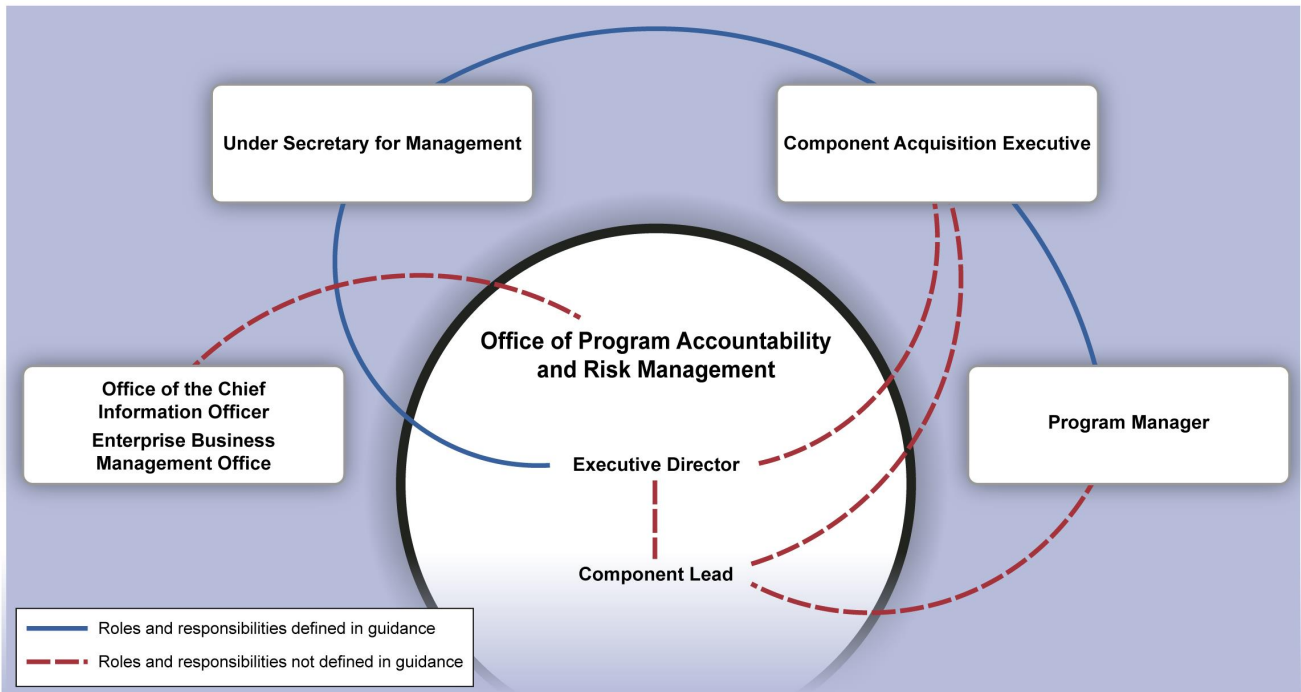 Under Secretary for Management
Component Acquisition Executive
Office of the Chief
Information Officer
Enterprise Business
Management Office
Office of Program Accountability
and Risk Management
Program Manager
Executive Director
Component Lead
Roles and responsibilities defined in guidance
Roles and responsibilities not defined in guidance